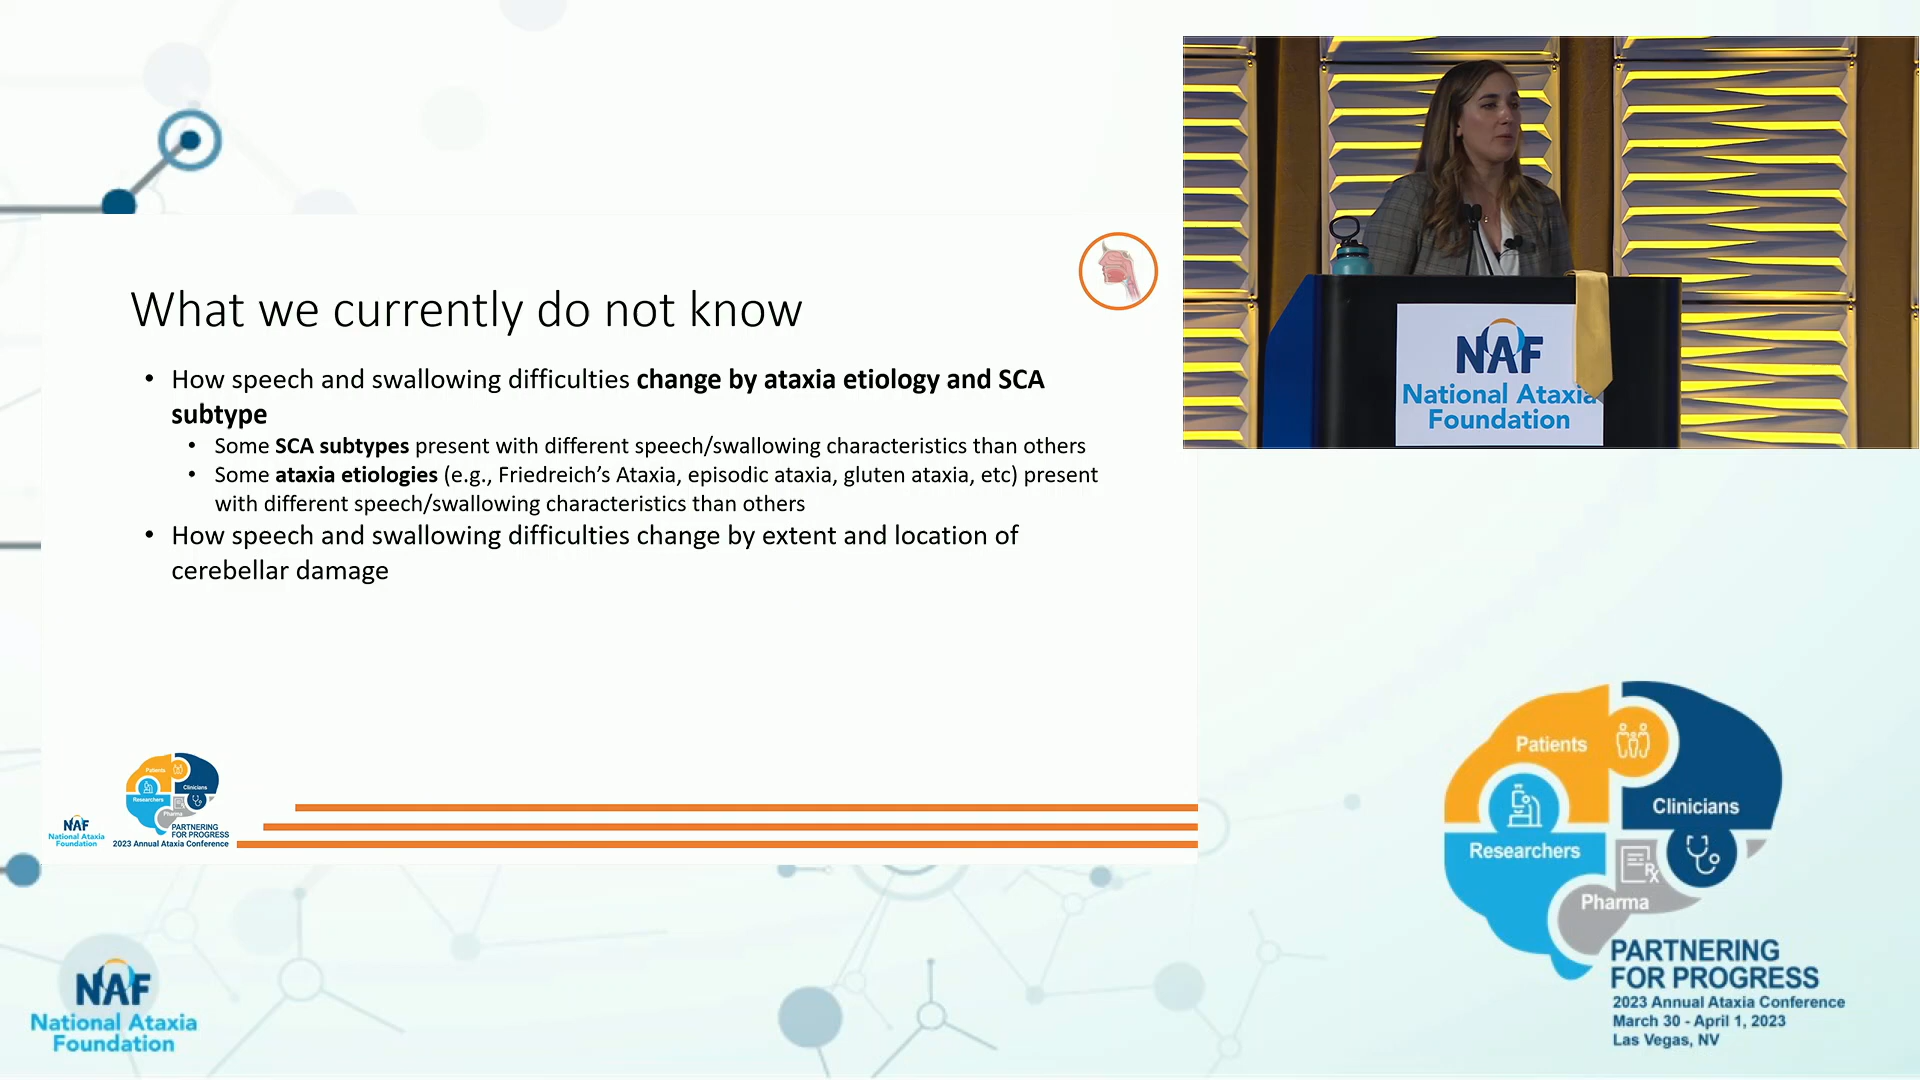 What we currently do not know
• How speech and swallowing difficulties change by ataxia etiology and SCA
subtype
• Some SCA subtypes present with different speech/swallowing characteristics than others
• Some ataxia etiologies (e.g., Friedreich's Ataxia, episodic ataxia, gluten ataxia, etc) present
with different speech/swallowing characteristics than others
• How speech and swallowing difficulties change by extent and location of
cerebellar damage
Patients
Clinicians
Researchers
Pharma
PARTNERING
FOR PROGRESS
2023 Annual Ataxia Conference
NAF
National Ataxia
Foundation
NAF
National Ataxia
Foundation
Patients
Clinicians
Researchers
Rx
Pharma
PARTNERING
FOR PROGRESS
2023 Annual Ataxia Conference
March 30 - April 1, 2023
Las Vegas, NV
NAF
National Ataxia
Foundation